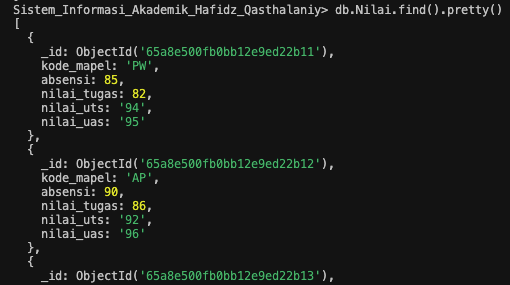 Sistem_Informasi_Akademik_Hafidz_Qasthalaniy> db.Nilai.find().pretty()
[
  {
    _id: ObjectId('65a8e500fb0bb12e9ed22b11'),
    kode_mapel: 'PW',
    absensi: 85,
    nilai_tugas: 82,
    nilai_uts: '94',
    nilai_uas: '95'
  },
  {
    _id: ObjectId('65a8e500fb0bb12e9ed22b12'),
    kode_mapel: 'AP',
    absensi: 90,
    nilai_tugas: 86,
    nilai_uts: '92',
    nilai_uas: '96'
  },
  {
    _id: ObjectId('65a8e500fb0bb12e9ed22b13'),